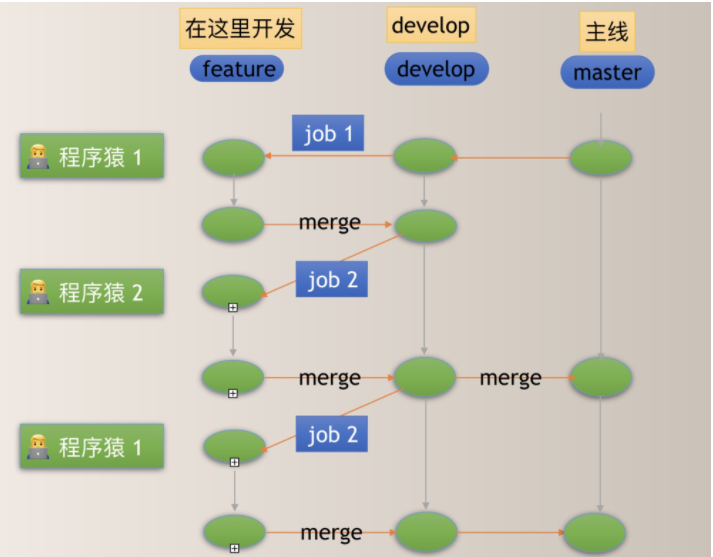 在这里开发
develop
主线
feature
develop
master
job 1
程序猿 1
merge
job 2
程序猿 2
merge
merge
job 2
程序猿 1
merge